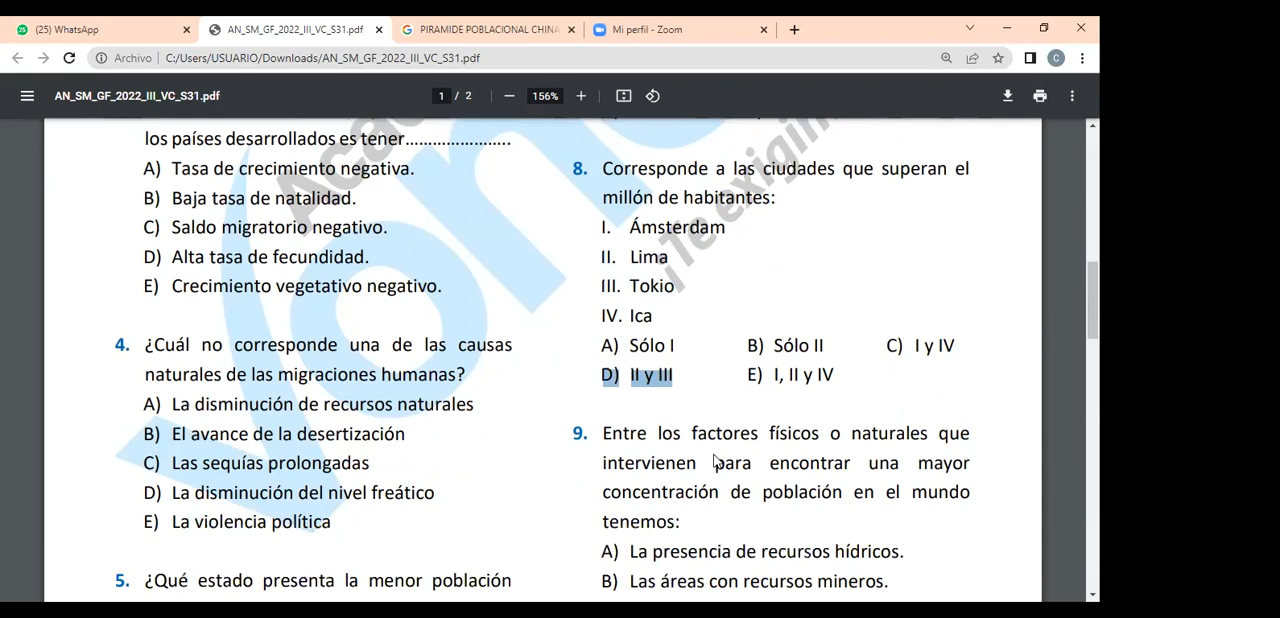 (25) WhatsApp
AN_SM_GF_2022_III_VC_S31.pdf
PIRAMIDE POBLACIONAL CHINA
Mi perfil - Zoom
Archivo
C:/Users/USUARIO/Downloads/AN_SM_GF_2022_III_VC_S31.pdf
C
AN_SM_GF_2022_III_VC_S31.pdf
1 / 2
156%
los países desarrollados es tener......................
A) Tasa de crecimiento negativa.
B) Baja tasa de natalidad.
C) Saldo migratorio negativo.
D) Alta tasa de fecundidad.
E) Crecimiento vegetativo negativo.
4. ¿Cuál no corresponde una de las causas
naturales de las migraciones humanas?
A) La disminución de recursos naturales
B) El avance de la desertización
C) Las sequías prolongadas
D) La disminución del nivel freático
E) La violencia política
5. ¿Qué estado presenta la menor población
8. Corresponde a las ciudades que superan el
millón de habitantes:
I. Ámsterdam
II. Lima
III. Tokio
IV. Ica
A) Sólo I B) Sólo II C) I y IV
D) II y III E) I, II y IV
9. Entre los factores físicos o naturales que
intervienen para encontrar una mayor
concentración de población en el mundo
tenemos:
A) La presencia de recursos hídricos.
B) Las áreas con recursos mineros.
¡Te exigim